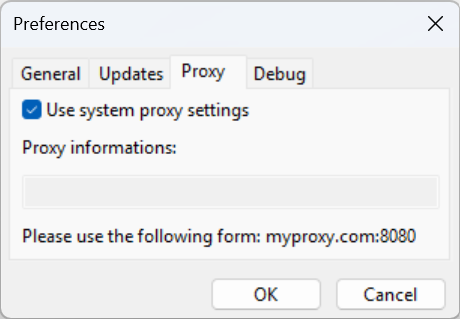 Preferences
General Updates Proxy Debug
Use system proxy settings
Proxy informations:
Please use the following form: myproxy.com:8080
OK Cancel